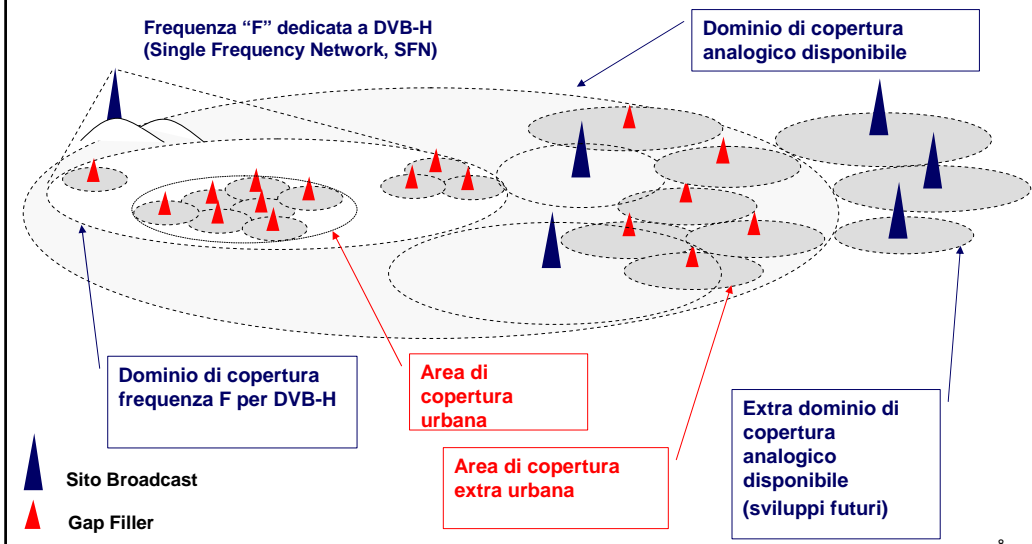 Frequenza “F” dedicata a DVB-H
(Single Frequency Network, SFN)
Dominio di copertura
analogico disponibile
Dominio di copertura
frequenza F per DVB-H
Area di
copertura
urbana
Area di copertura
extra urbana
Extra dominio di
copertura
analogico
disponibile
(sviluppi futuri)
Sito Broadcast
Gap Filler